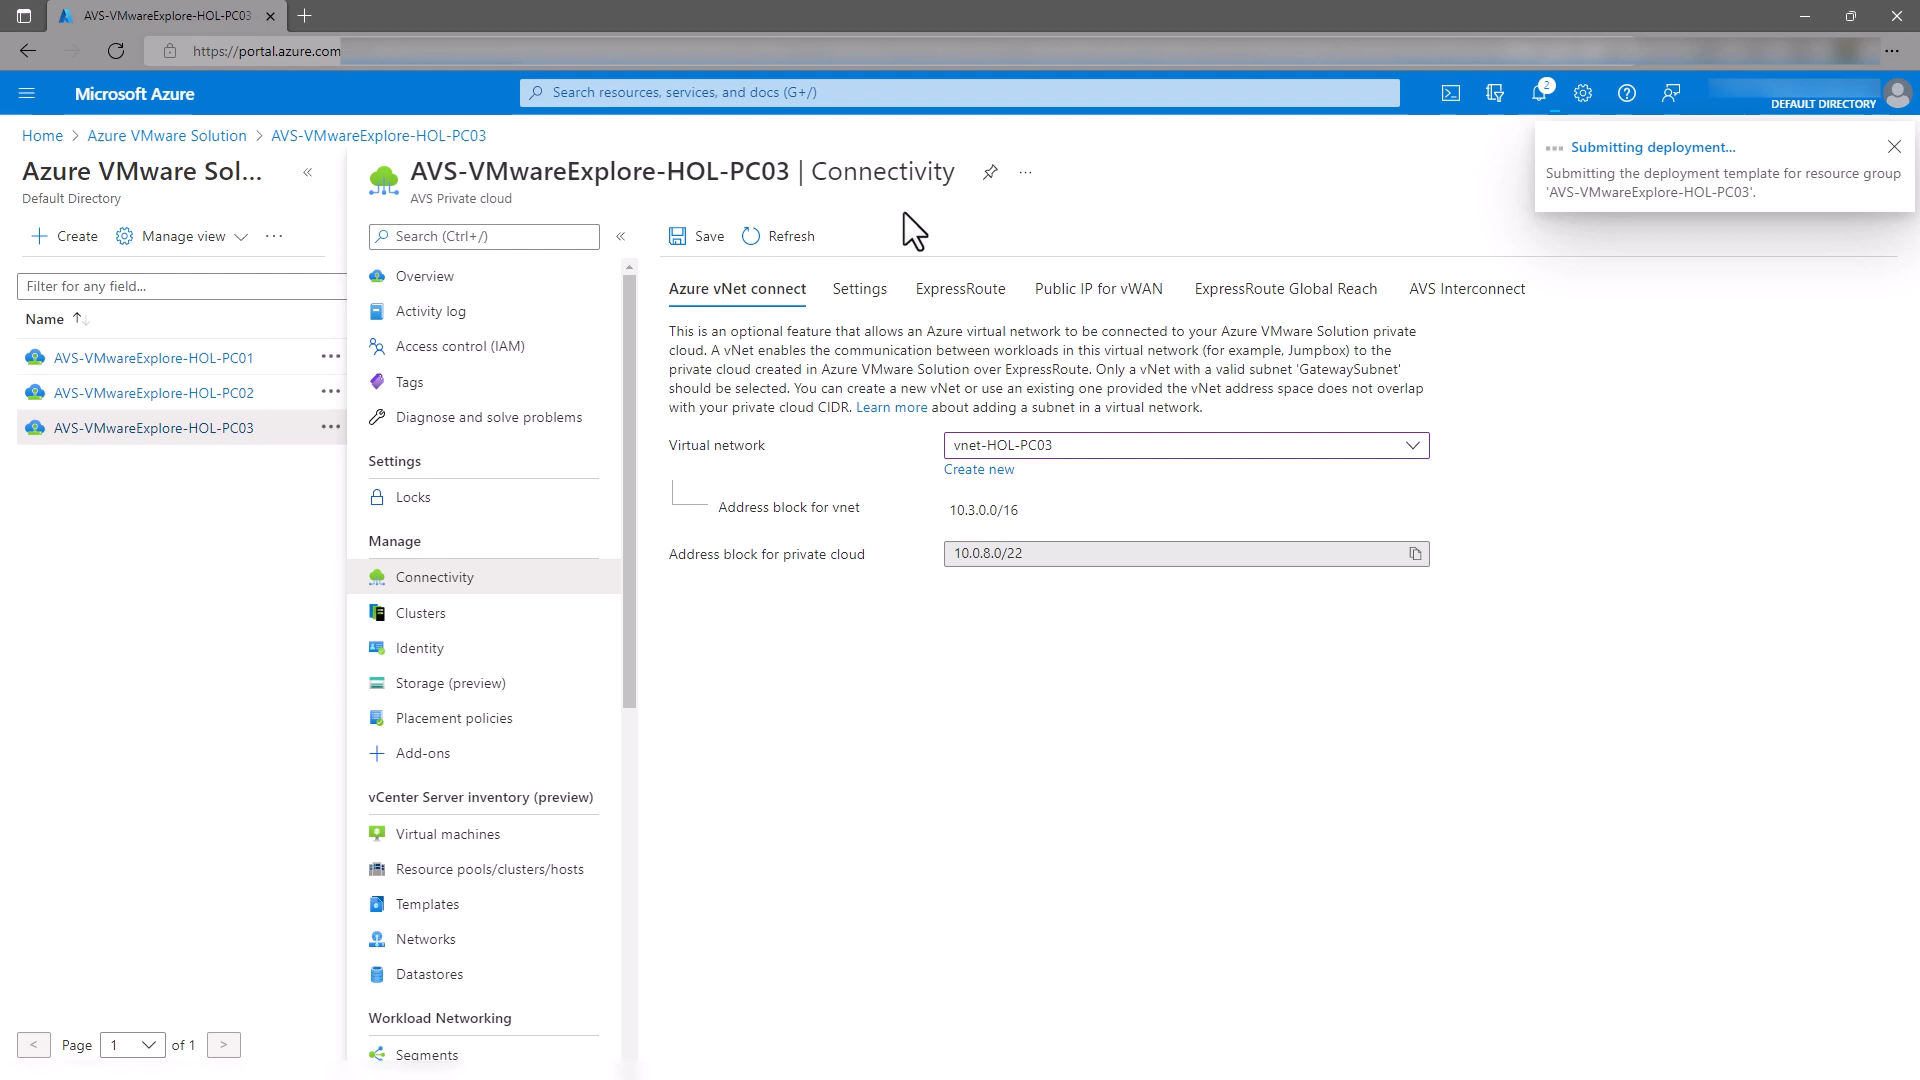 AVS-VMwareExplore-HOL-PC03
https://portal.azure.com
Microsoft Azure
Search resources, services, and docs (G+/)
2
DEFAULT DIRECTORY
Home > Azure VMware Solution > AVS-VMwareExplore-HOL-PC03
Submitting deployment...
Submitting the deployment template for resource group
'AVS-VMwareExplore-HOL-PC03'.
Azure VMware Sol...
Default Directory
Create
Manage view
Filter for any field...
Name
AVS-VMwareExplore-HOL-PC01
AVS-VMwareExplore-HOL-PC02
AVS-VMwareExplore-HOL-PC03
< Page 1 of 1 >
AVS-VMwareExplore-HOL-PC03 | Connectivity
AVS Private cloud
Search (Ctrl+/)
Overview
Activity log
Access control (IAM)
Tags
Diagnose and solve problems
Settings
Locks
Manage
Connectivity
Clusters
Identity
Storage (preview)
Placement policies
Add-ons
vCenter Server inventory (preview)
Virtual machines
Resource pools/clusters/hosts
Templates
Networks
Datastores
Workload Networking
Segments
Save
Refresh
Azure vNet connect
Settings
ExpressRoute
Public IP for vWAN
ExpressRoute Global Reach
AVS Interconnect
This is an optional feature that allows an Azure virtual network to be connected to your Azure VMware Solution private
cloud. A vNet enables the communication between workloads in this virtual network (for example, Jumpbox) to the
private cloud created in Azure VMware Solution over ExpressRoute. Only a vNet with a valid subnet 'GatewaySubnet'
should be selected. You can create a new vNet or use an existing one provided the vNet address space does not overlap
with your private cloud CIDR. Learn more about adding a subnet in a virtual network.
Virtual network
vnet-HOL-PC03
Create new
Address block for vnet
10.3.0.0/16
Address block for private cloud
10.0.8.0/22